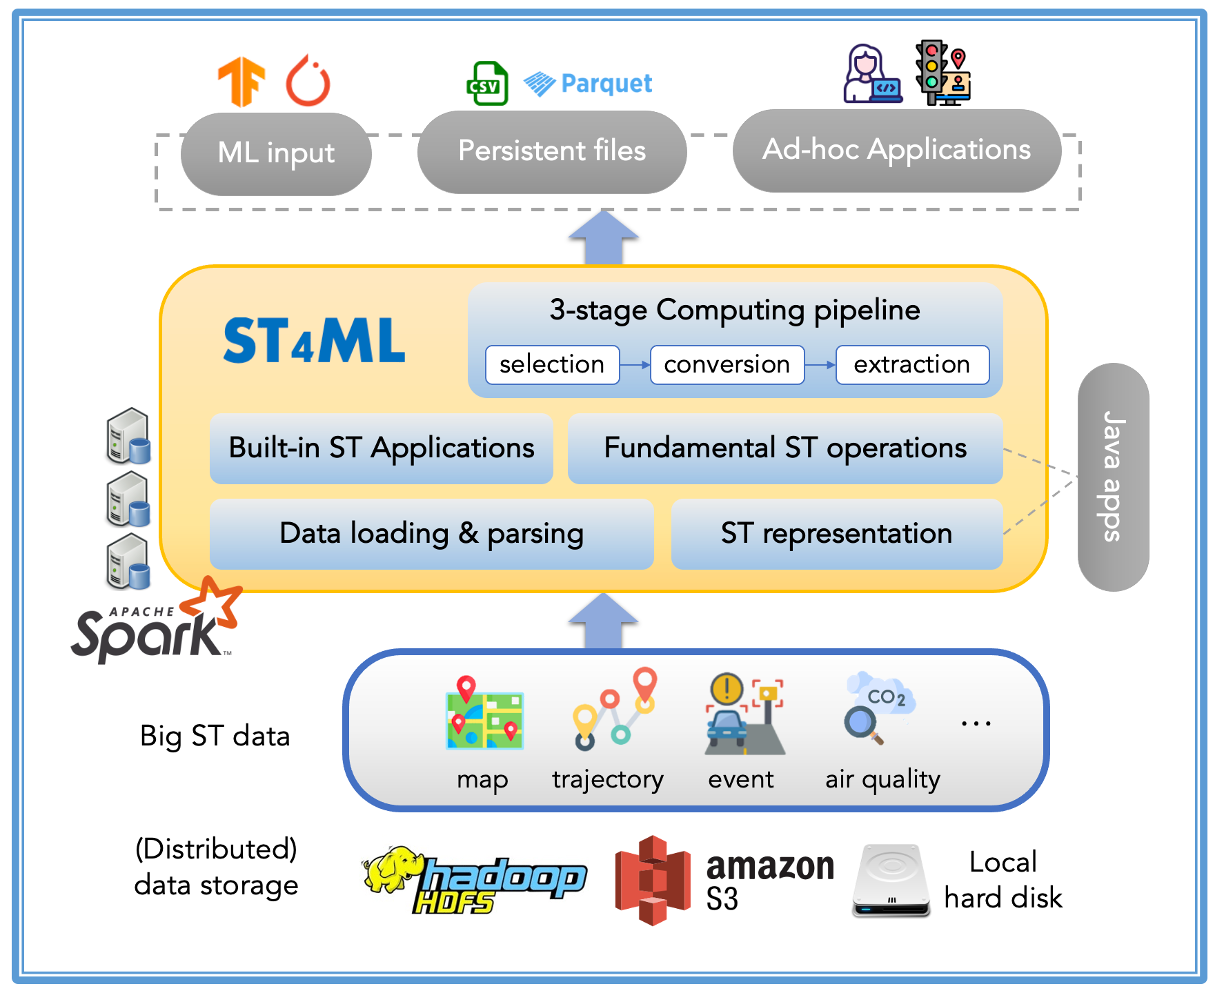 CSV
Parquet
ML input
Persistent files
Ad-hoc Applications
ST4ML
3-stage Computing pipeline
selection
conversion
extraction
Built-in ST Applications
Fundamental ST operations
Data loading & parsing
ST representation
Java apps
APACHE
Spark™
Big ST data
CO2
map
trajectory
event
air quality
...
(Distributed)
data storage
hadoop
HDFS
amazon
S3
Local
hard disk